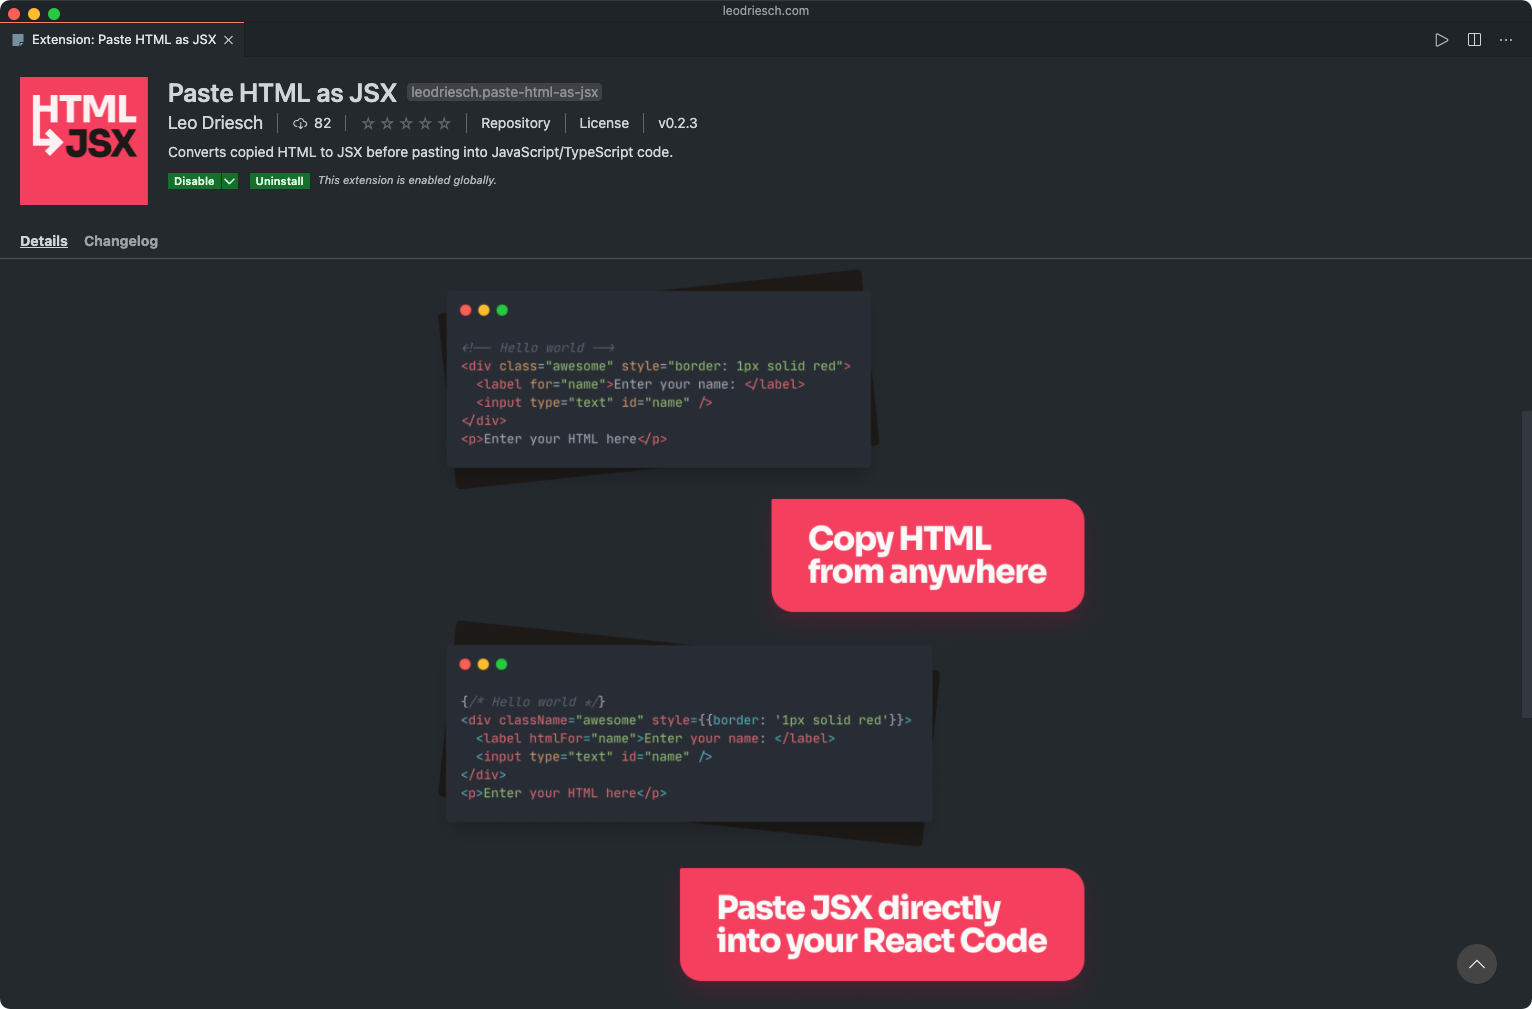 leodriesch.com
Extension: Paste HTML as JSX
HTML
JSX
Paste HTML as JSX leodriesch.paste-html-as-jsx
Leo Driesch 82 Repository License v0.2.3
Converts copied HTML to JSX before pasting into JavaScript/TypeScript code.
Disable Uninstall This extension is enabled globally.
Details Changelog
<!-- Hello world -->
<div class="awesome" style="border: 1px solid red">
<label for="name">Enter your name: </label>
<input type="text" id="name" />
</div>
<p>Enter your HTML here</p>
Copy HTML
from anywhere
{/* Hello world */}
<div className="awesome" style={{border: '1px solid red'}}>
<label htmlFor="name">Enter your name: </label>
<input type="text" id="name" />
</div>
<p>Enter your HTML here</p>
Paste JSX directly
into your React Code